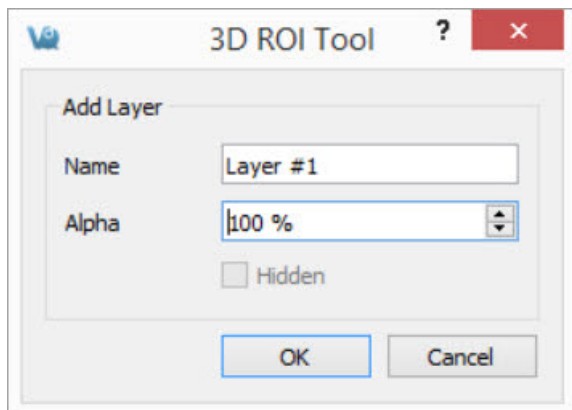 3D ROI Tool ?
Add Layer
Name Layer #1
Alpha 100 %
Hidden
OK Cancel